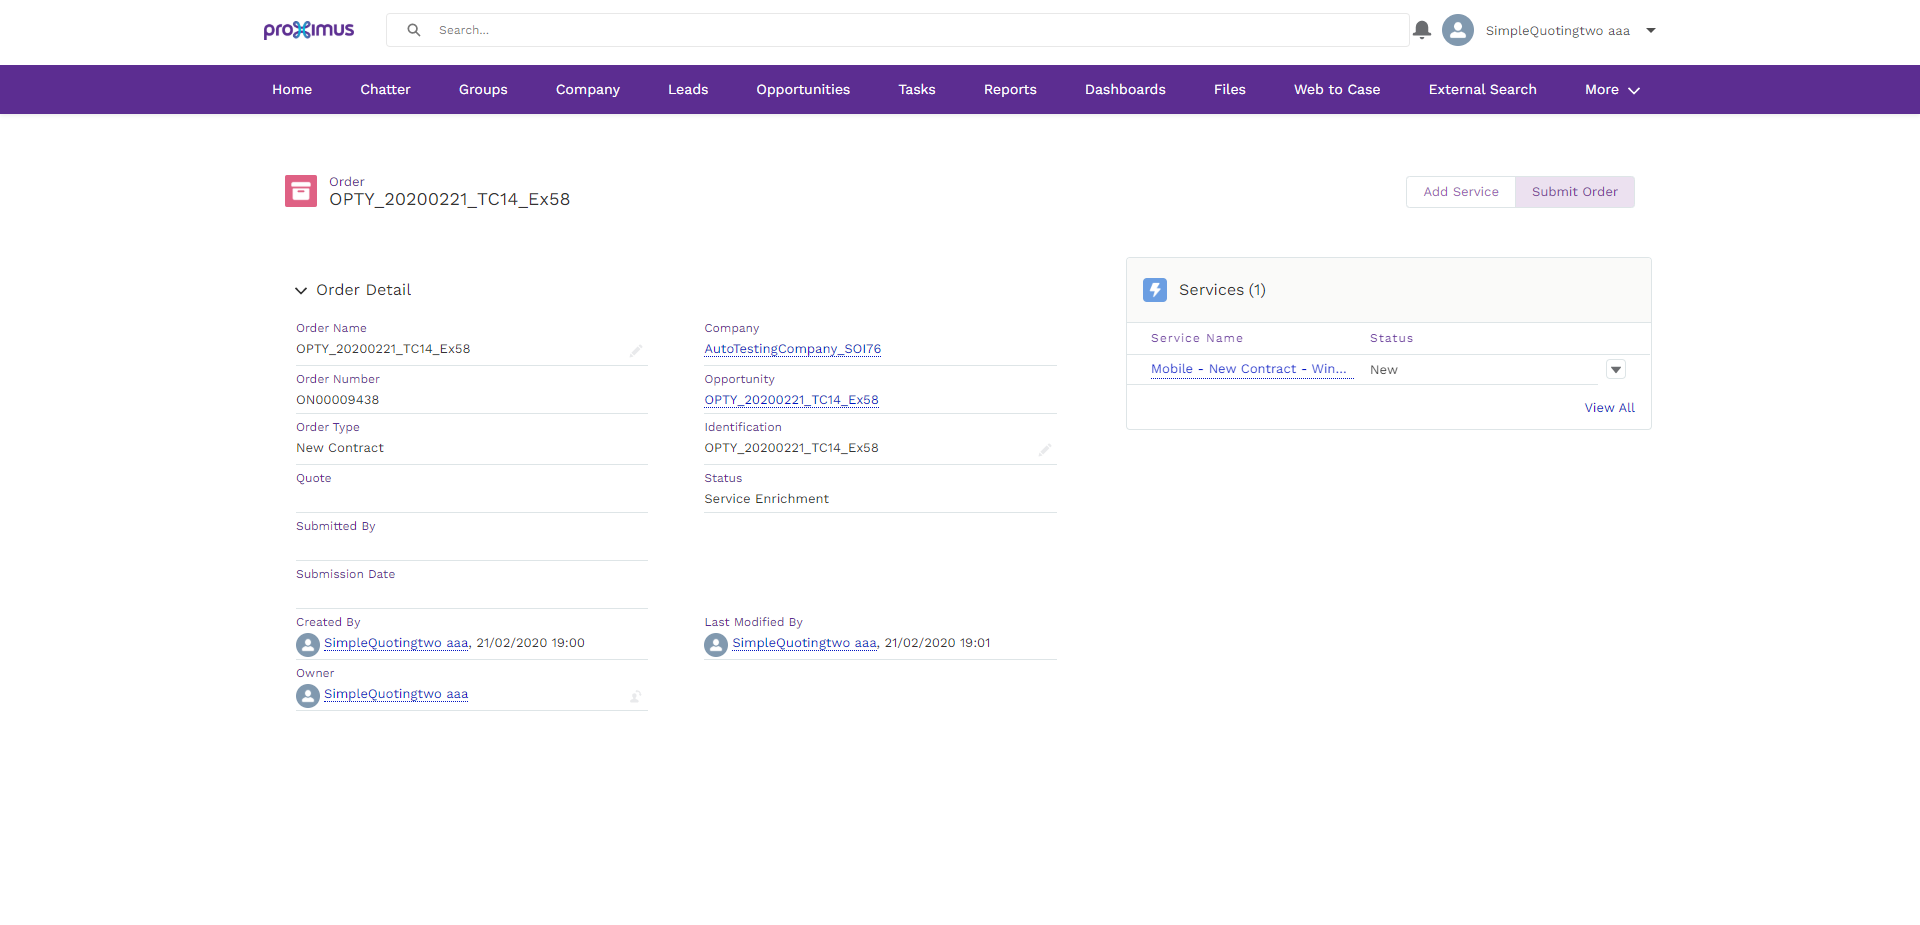 proximus
Search...
SimpleQuotingtwo aaa
Home Chatter Groups Company Leads Opportunities Tasks Reports Dashboards Files Web to Case External Search More
Order
OPTY_20200221_TC14_Ex58
Add Service Submit Order
Order Detail
Order Name
OPTY_20200221_TC14_Ex58
Company
AutoTestingCompany_SOI76
Order Number
ON00009438
Opportunity
OPTY_20200221_TC14_Ex58
Order Type
New Contract
Identification
OPTY_20200221_TC14_Ex58
Quote
Status
Service Enrichment
Submitted By
Submission Date
Created By
SimpleQuotingtwo aaa, 21/02/2020 19:00
Last Modified By
SimpleQuotingtwo aaa, 21/02/2020 19:01
Owner
SimpleQuotingtwo aaa
Services (1)
Service Name Status
Mobile - New Contract - Win... New
View All